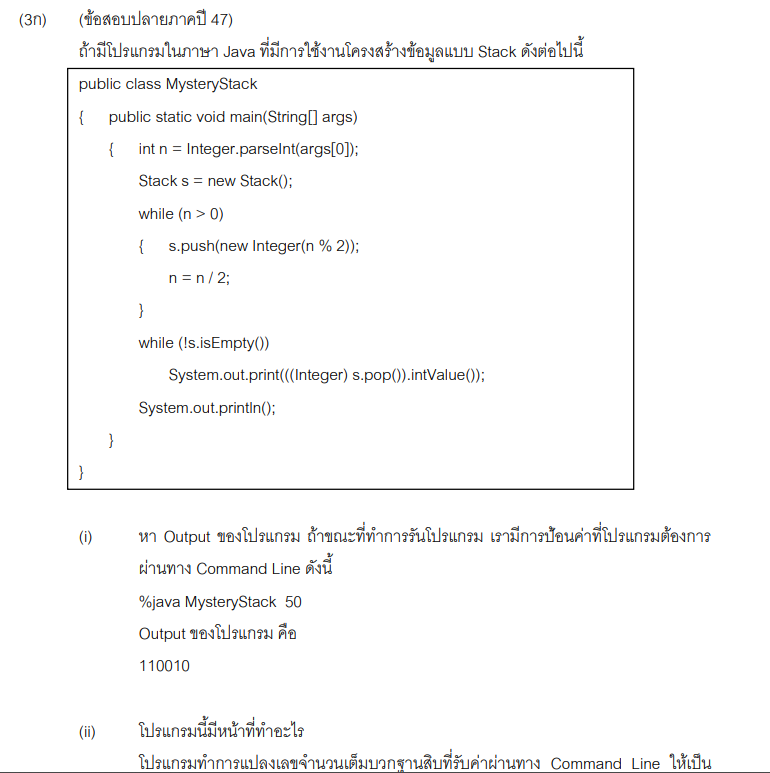 (3ก) (ข้อสอบปลายภาคปี 47)
ถ้ามีโปรแกรมในภาษา Java ที่มีการใช้งานโครงสร้างข้อมูลแบบ Stack ดังต่อไปนี้
public class MysteryStack
{ public static void main(String[] args)
{ int n = Integer.parseInt(args[0]);
Stack s = new Stack();
while (n > 0)
{ s.push(new Integer(n % 2));
n = n / 2;
}
while (!s.isEmpty())
System.out.print(((Integer) s.pop()).intValue());
System.out.println();
}
}
(i) หา Output ของโปรแกรม ถ้าขณะที่ทำการรันโปรแกรม เรามีการป้อนค่าที่โปรแกรมต้องการ
ผ่านทาง Command Line ดังนี้
%java MysteryStack 50
Output ของโปรแกรม คือ
110010
(ii) โปรแกรมนี้มีหน้าที่ทำอะไร
โปรแกรมทำการแปลงเลขจำนวนเต็มบวกฐานสิบที่รับค่าผ่านทาง Command Line ให้เป็น